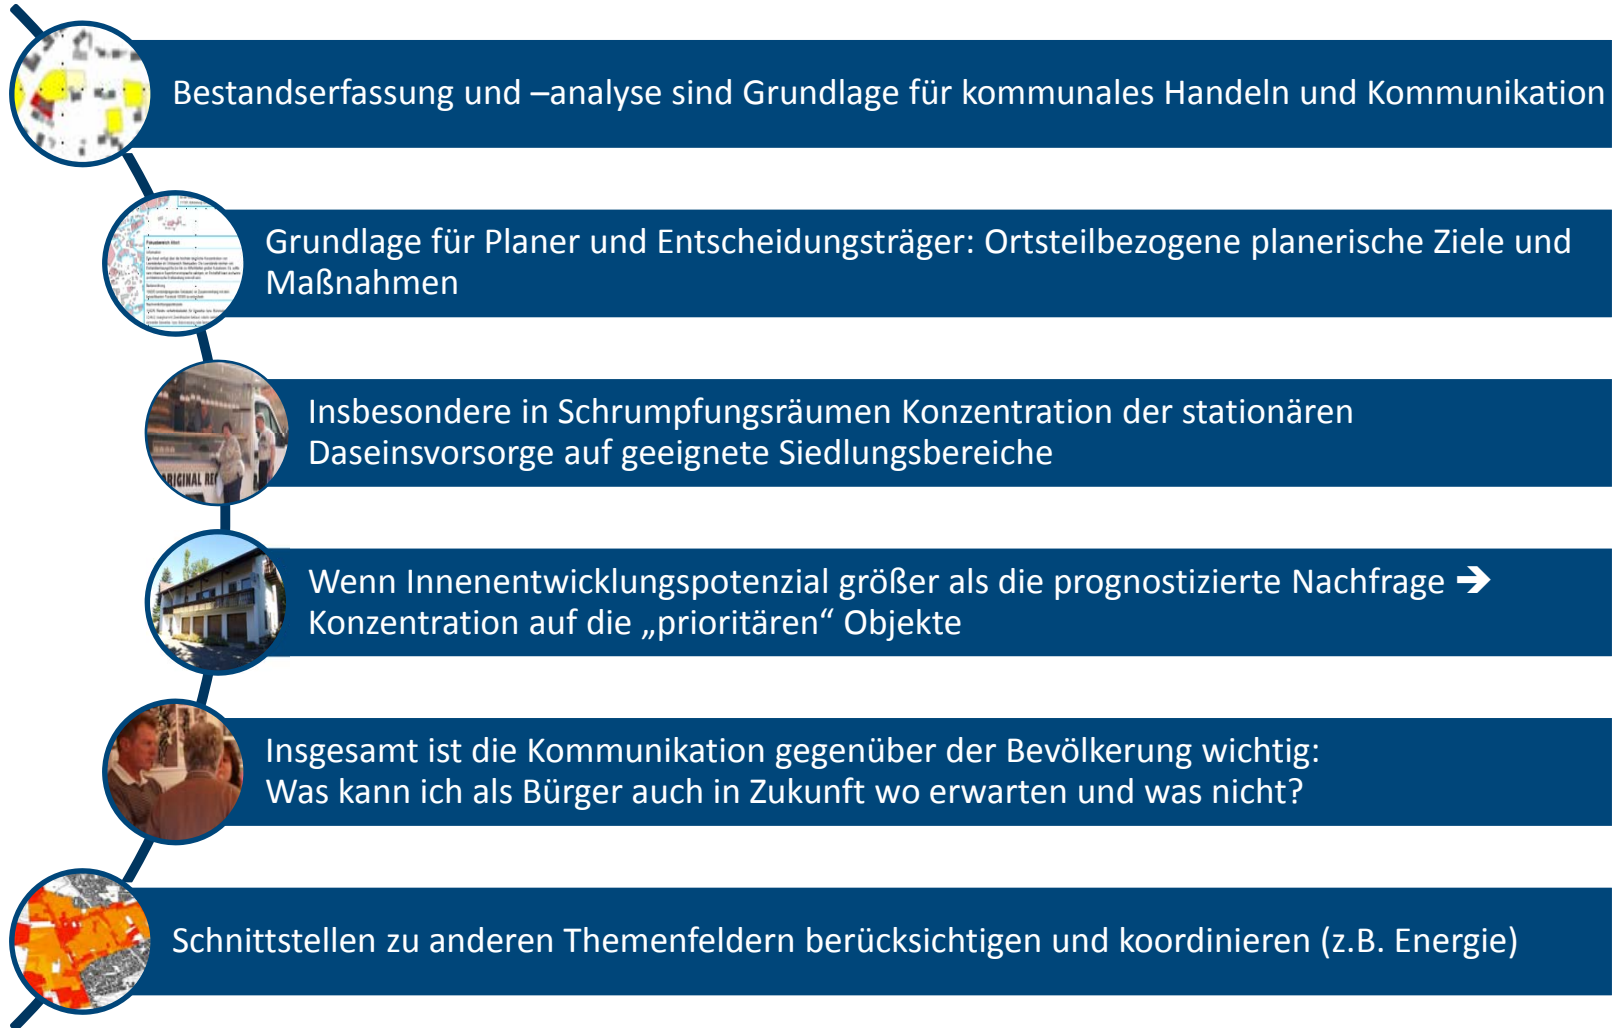 Bestandserfassung und –analyse sind Grundlage für kommunales Handeln und Kommunikation
Grundlage für Planer und Entscheidungsträger: Ortsteilbezogene planerische Ziele und
Maßnahmen
Insbesondere in Schrumpfungsräumen Konzentration der stationären
Daseinsvorsorge auf geeignete Siedlungsbereiche
ORIGINAL REG
Wenn Innenentwicklungspotenzial größer als die prognostizierte Nachfrage ➔
Konzentration auf die „prioritären“ Objekte
Insgesamt ist die Kommunikation gegenüber der Bevölkerung wichtig:
Was kann ich als Bürger auch in Zukunft wo erwarten und was nicht?
Schnittstellen zu anderen Themenfeldern berücksichtigen und koordinieren (z.B. Energie)